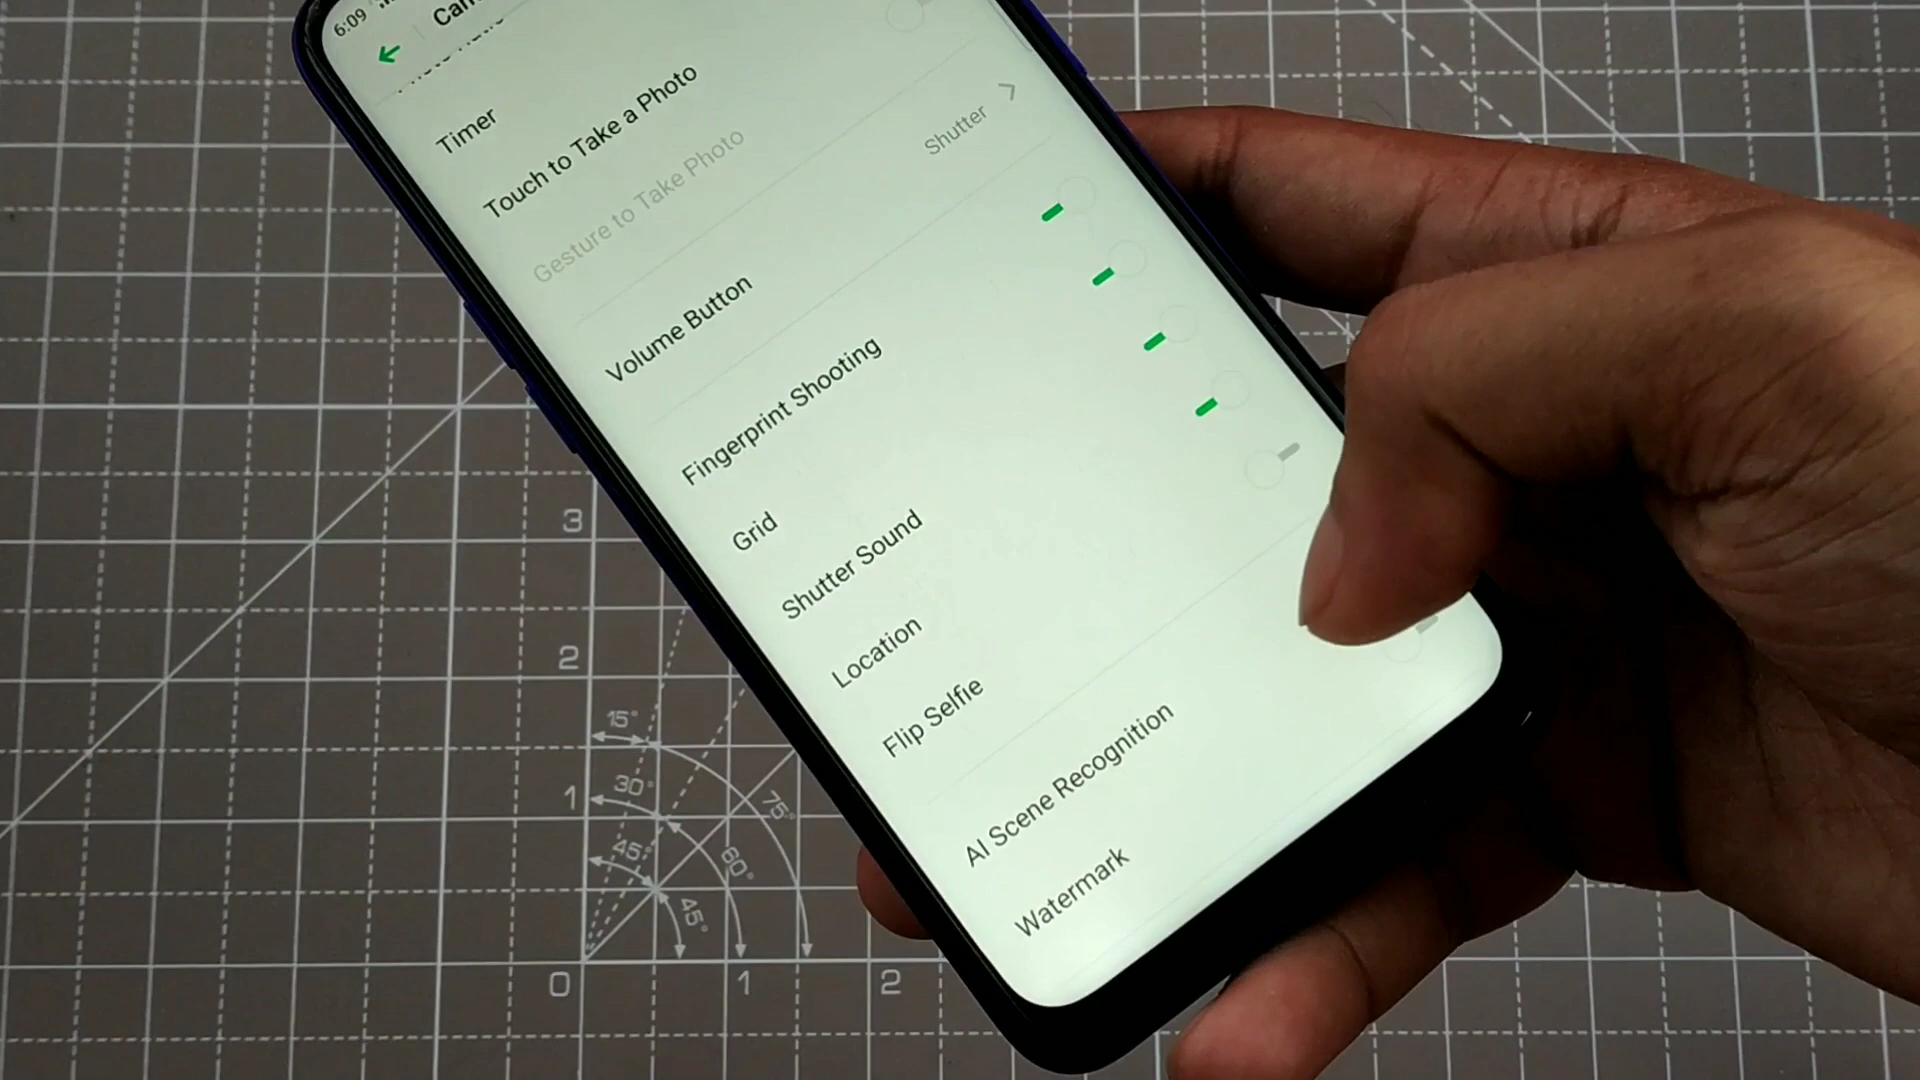 6:09
Timer
Touch to Take a Photo
Gesture to Take Photo
Volume Button
Shutter
Fingerprint Shooting
Grid
Shutter Sound
Location
Flip Selfie
AI Scene Recognition
Watermark
3
2
1
0
1
2
15°
30°
45°
75°
60°
45°